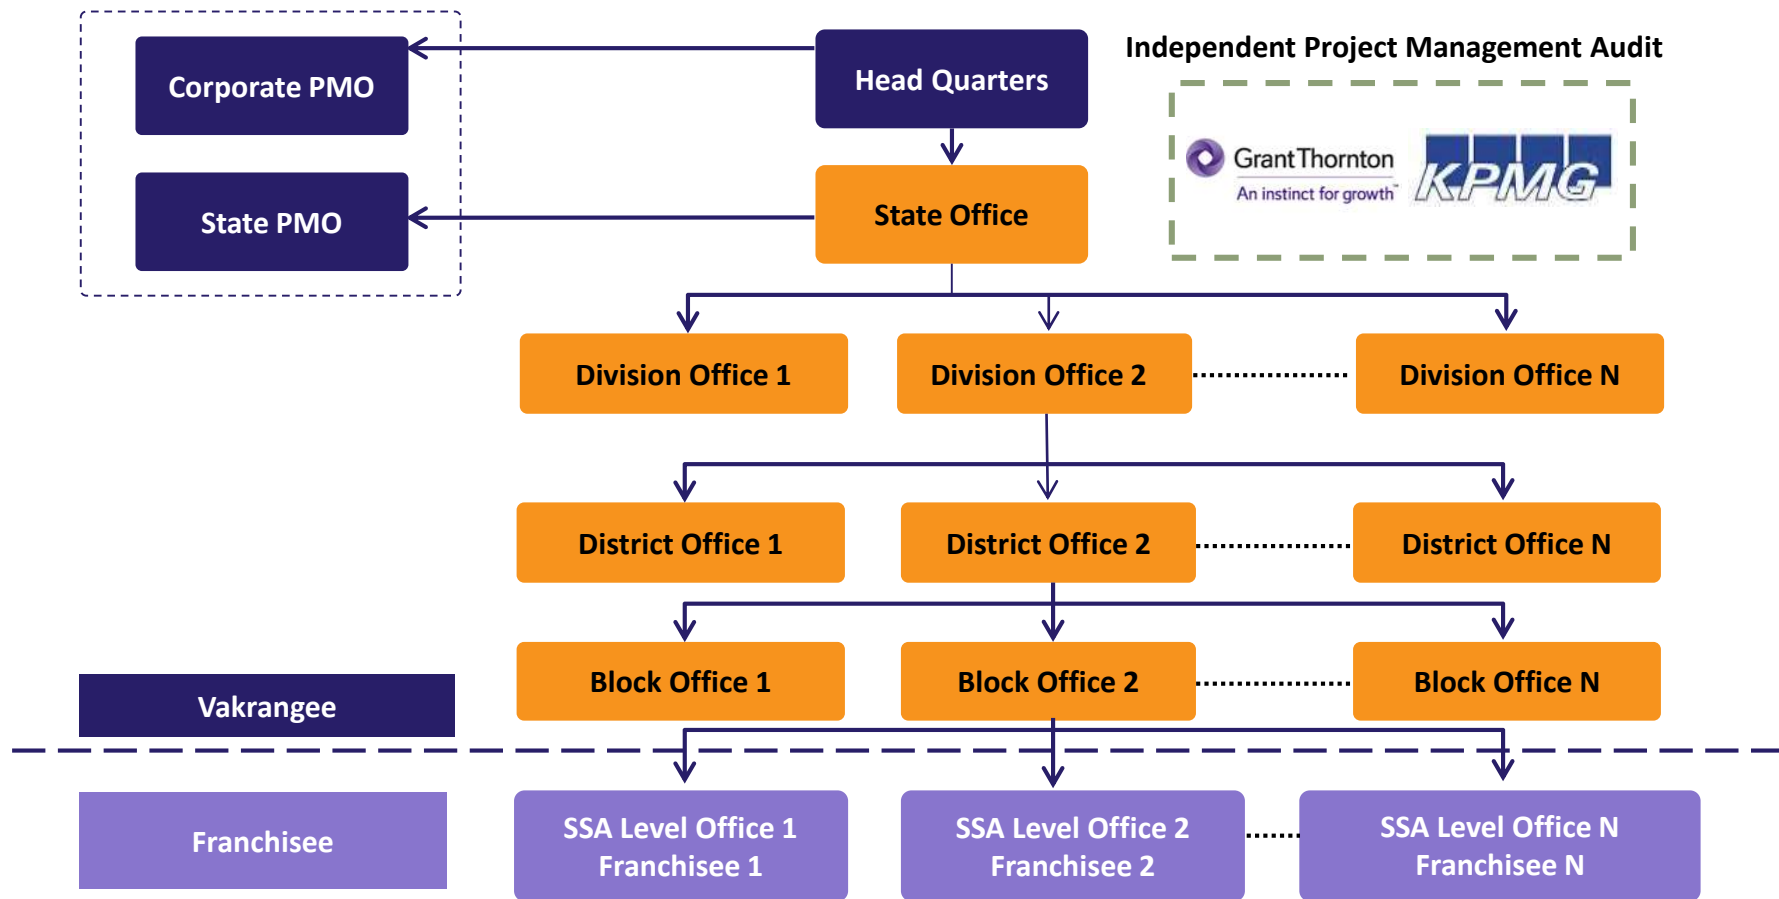 Head Quarters
Independent Project Management Audit
Corporate PMO
GrantThornton
An instinct for growth™
KPMG
State PMO
State Office
Division Office 1
Division Office 2
Division Office N
District Office 1
District Office 2
District Office N
Block Office 1
Block Office 2
Block Office N
Vakrangee
Franchisee
SSA Level Office 1
Franchisee 1
SSA Level Office 2
Franchisee 2
SSA Level Office N
Franchisee N